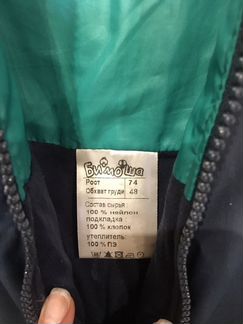 Бимоша
Рост 74
Обхват груди 48
Состав сырья
100 % нейлон
подкладка
100 % хлопок
утеплитель:
100 % ПЭ